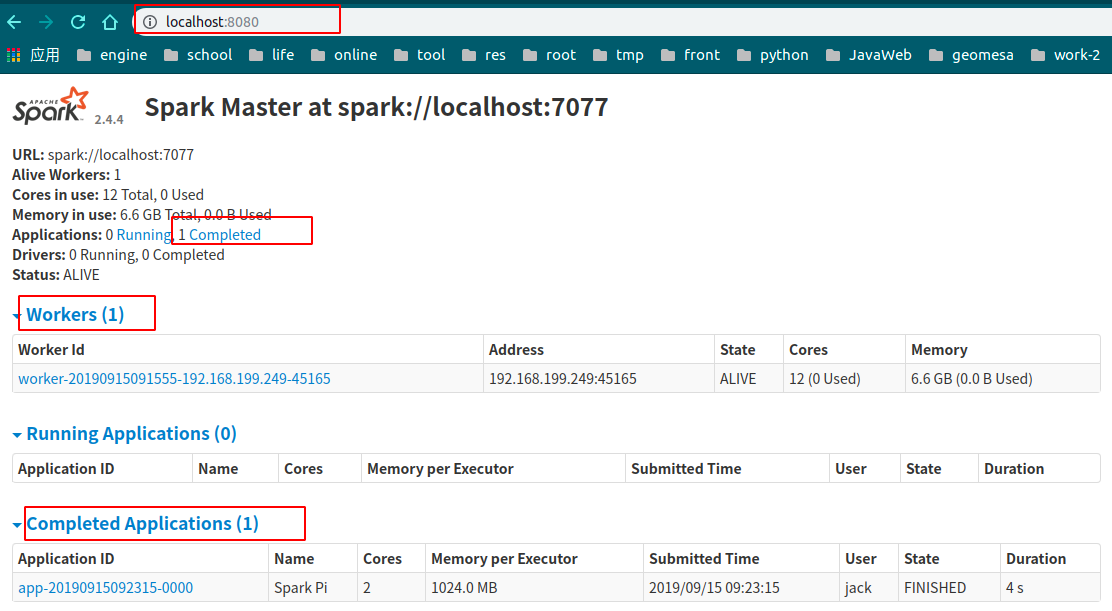 localhost:8080
应用 engine school life online tool res root tmp front python JavaWeb geomesa work-2
APACHE
Spark 2.4.4 Spark Master at spark://localhost:7077
URL: spark://localhost:7077
Alive Workers: 1
Cores in use: 12 Total, 0 Used
Memory in use: 6.6 GB Total, 0.0 B Used
Applications: 0 Running, 1 Completed
Drivers: 0 Running, 0 Completed
Status: ALIVE
Workers (1)
Worker Id Address State Cores Memory
worker-20190915091555-192.168.199.249-45165 192.168.199.249:45165 ALIVE 12 (0 Used) 6.6 GB (0.0 B Used)
Running Applications (0)
Application ID Name Cores Memory per Executor Submitted Time User State Duration
Completed Applications (1)
Application ID Name Cores Memory per Executor Submitted Time User State Duration
app-20190915092315-0000 Spark Pi 2 1024.0 MB 2019/09/15 09:23:15 jack FINISHED 4 s